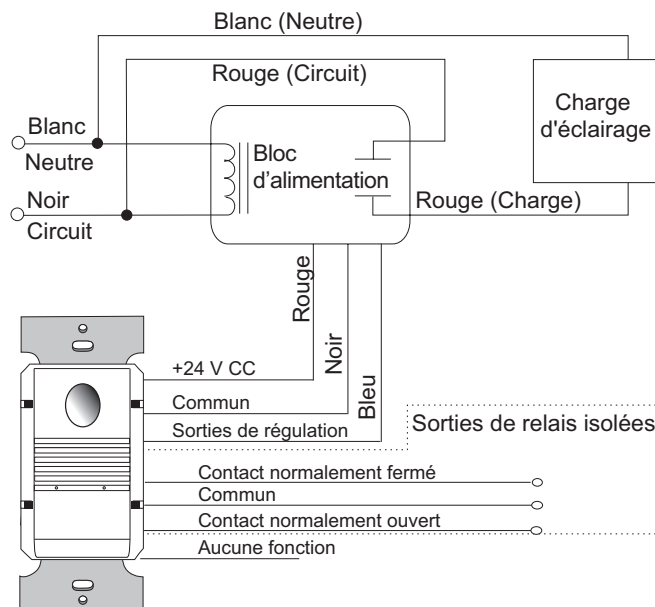 Blanc (Neutre)
Rouge (Circuit)
Charge
d'éclairage
Blanc
Neutre
Bloc
d'alimentation
Noir
Circuit
Rouge (Charge)
Rouge
Noir
Bleu
+24 V CC
Commun
Sorties de régulation
Sorties de relais isolées
Contact normalement fermé
Commun
Contact normalement ouvert
Aucune fonction